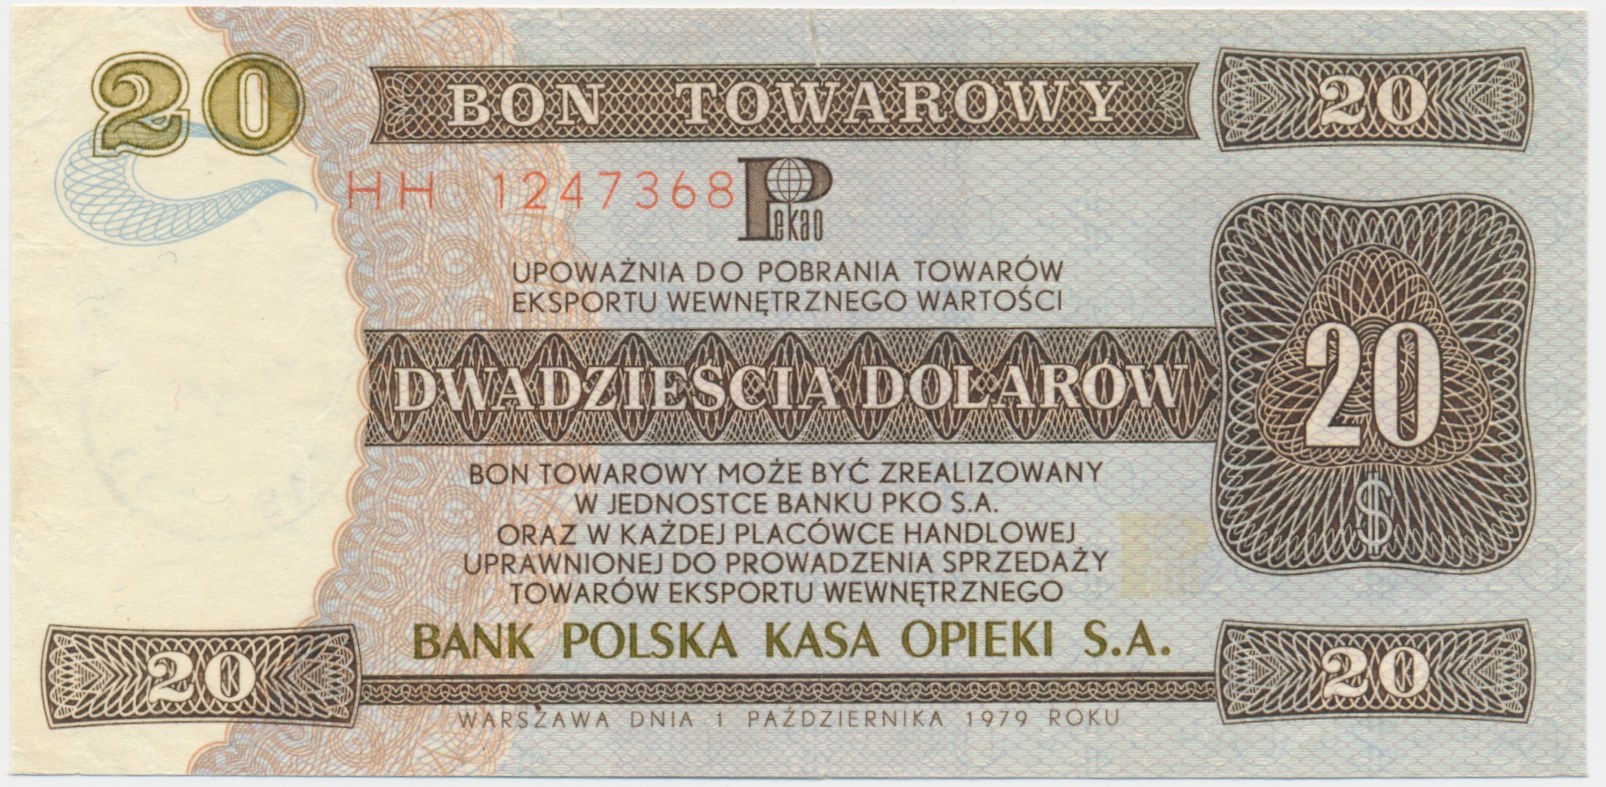 20 BON TOWAROWY 20
HH 1247368 Pekao
UPOWAŻNIA DO POBRANIA TOWARÓW
EKSPORTU WEWNĘTRZNEGO WARTOŚCI
DWADZIEŚCIA DOLARÓW 20
$
BON TOWAROWY MOŻE BYĆ ZREALIZOWANY
W JEDNOSTCE BANKU PKO S.A.
ORAZ W KAŻDEJ PLACÓWCE HANDLOWEJ
UPRAWNIONEJ DO PROWADZENIA SPRZEDAŻY
TOWARÓW EKSPORTU WEWNĘTRZNEGO
BANK POLSKA KASA OPIEKI S.A.
20 20
WARSZAWA DNIA 1 PAŹDZIERNIKA 1979 ROKU